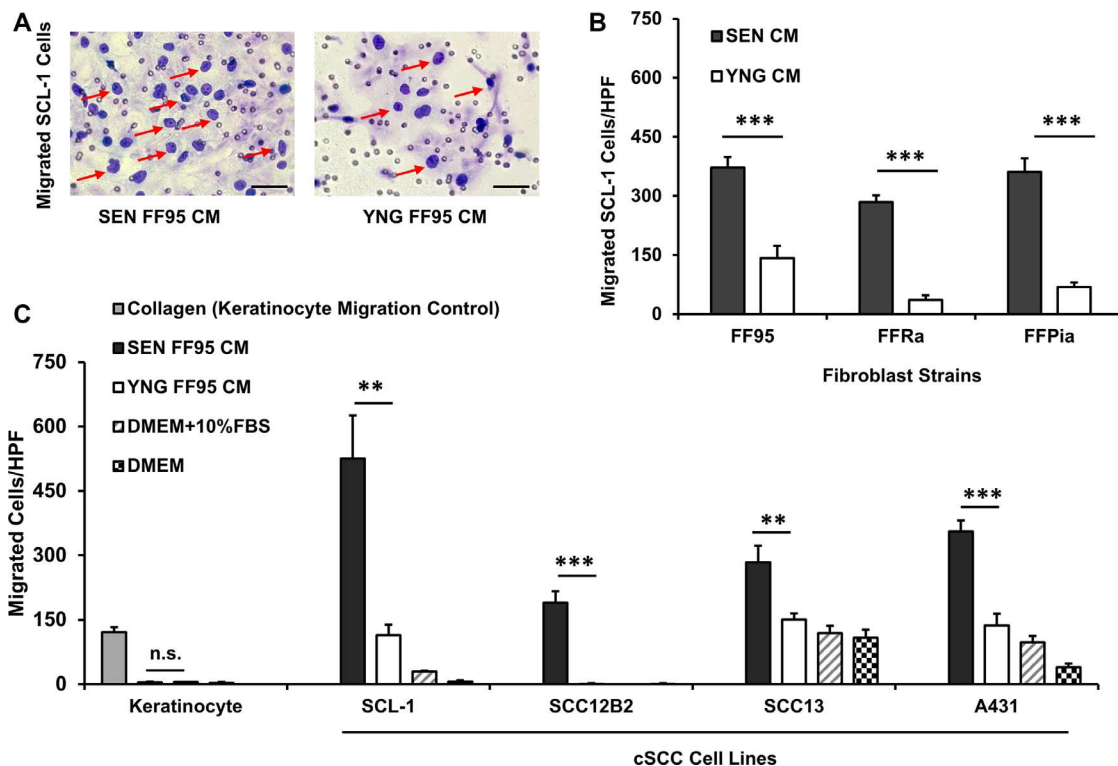 A
Migrated SCL-1 Cells
SEN FF95 CM
YNG FF95 CM
B
SEN CM
YNG CM
Migrated SCL-1 Cells/HPF
750
600
450
300
150
0
***
***
***
FF95
FFRa
FFPia
Fibroblast Strains
C
Collagen (Keratinocyte Migration Control)
SEN FF95 CM
YNG FF95 CM
DMEM+10%FBS
DMEM
Migrated Cells/HPF
750
600
450
300
150
0
n.s.
**
***
**
***
Keratinocyte
SCL-1
SCC12B2
SCC13
A431
cSCC Cell Lines